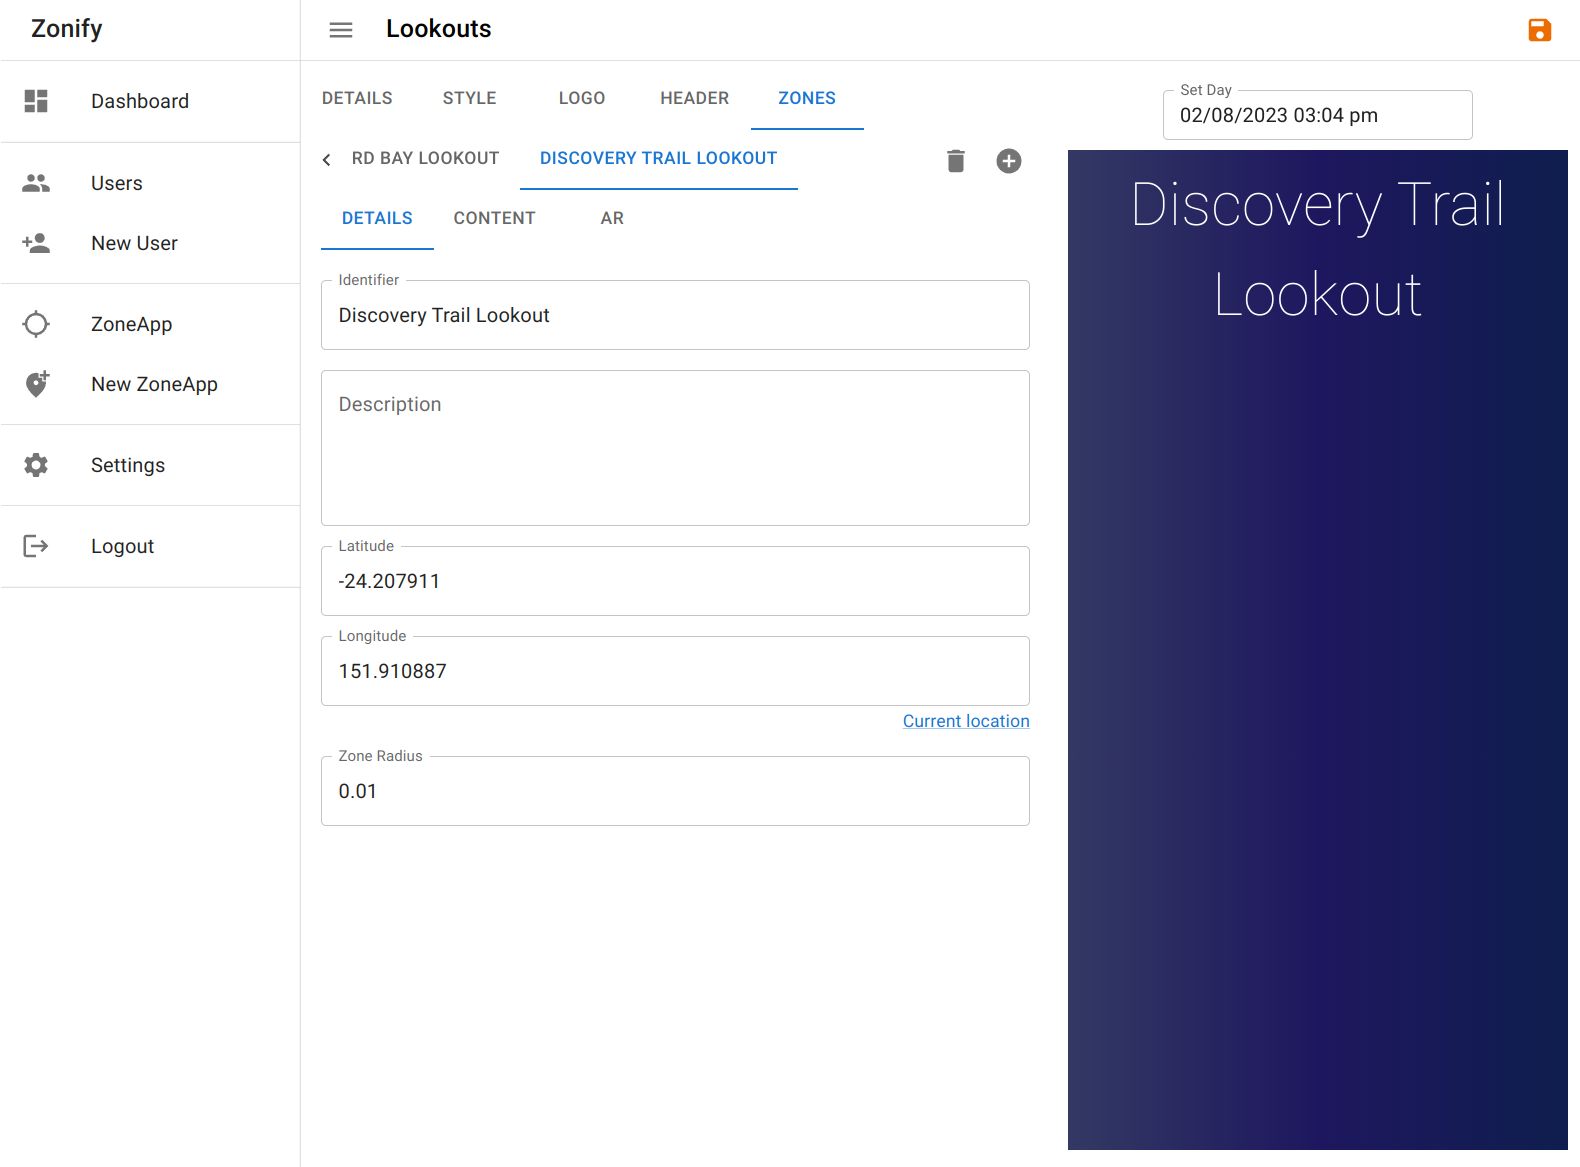 Zonify
Lookouts
Dashboard
Users
New User
ZoneApp
New ZoneApp
Settings
Logout
DETAILS STYLE LOGO HEADER ZONES
RD BAY LOOKOUT DISCOVERY TRAIL LOOKOUT
DETAILS CONTENT AR
Identifier
Discovery Trail Lookout
Description
Latitude
-24.207911
Longitude
151.910887
Current location
Zone Radius
0.01
Set Day
02/08/2023 03:04 pm
Discovery Trail
Lookout